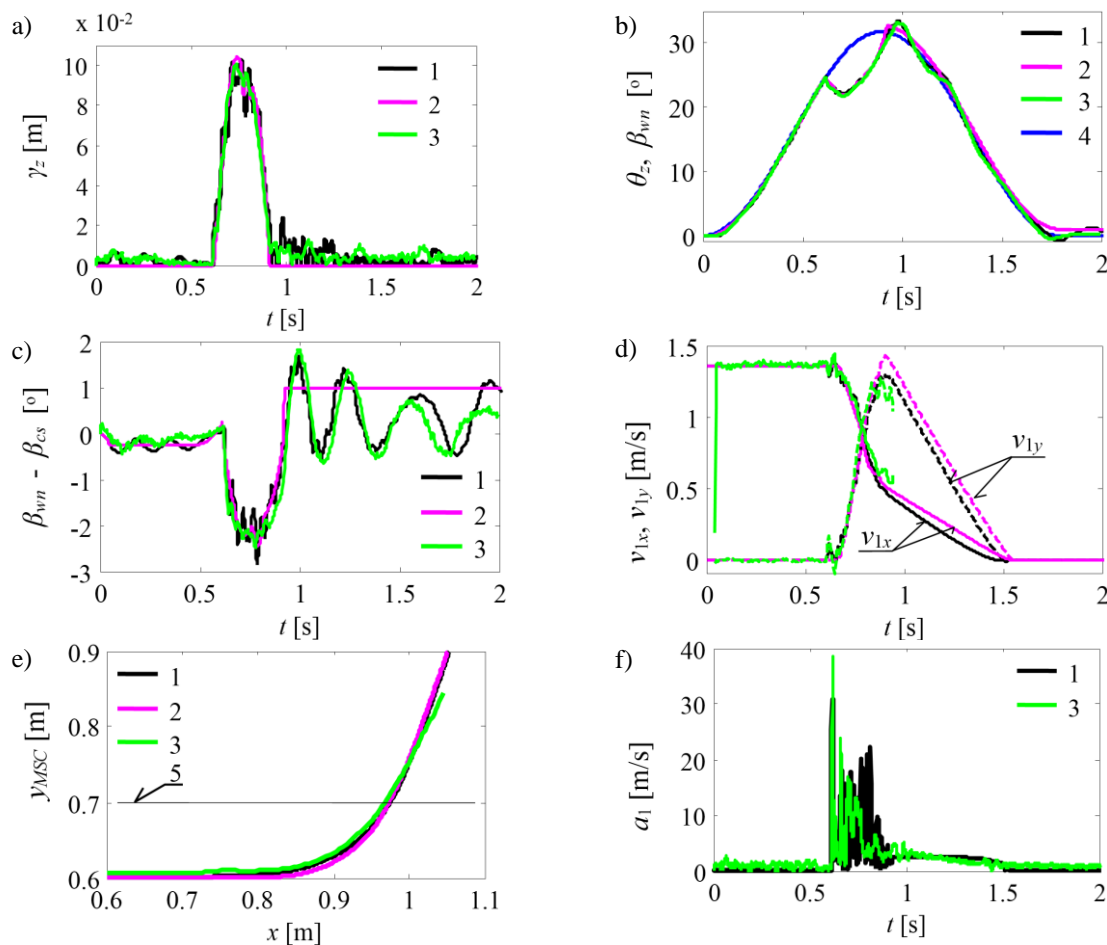 a)
x 10-2
10
8
6
4
2
0
γz [m]
1
2
3
0 0.5 1 1.5 2
t [s]
b)
30
20
10
0
θz, βwn [o]
1
2
3
4
0 0.5 1 1.5 2
t [s]
c)
2
1
0
-1
-2
-3
βwn - βcs [o]
1
2
3
0 0.5 1 1.5 2
t [s]
d)
1.5
1
0.5
0
v1x, v1y [m/s]
v1y
v1x
0 0.5 1 1.5 2
t [s]
e)
0.9
0.8
0.7
0.6
yMSC [m]
1
2
3
5
0.6 0.7 0.8 0.9 1 1.1
x [m]
f)
40
30
20
10
0
a1 [m/s]
1
3
0 0.5 1 1.5 2
t [s]